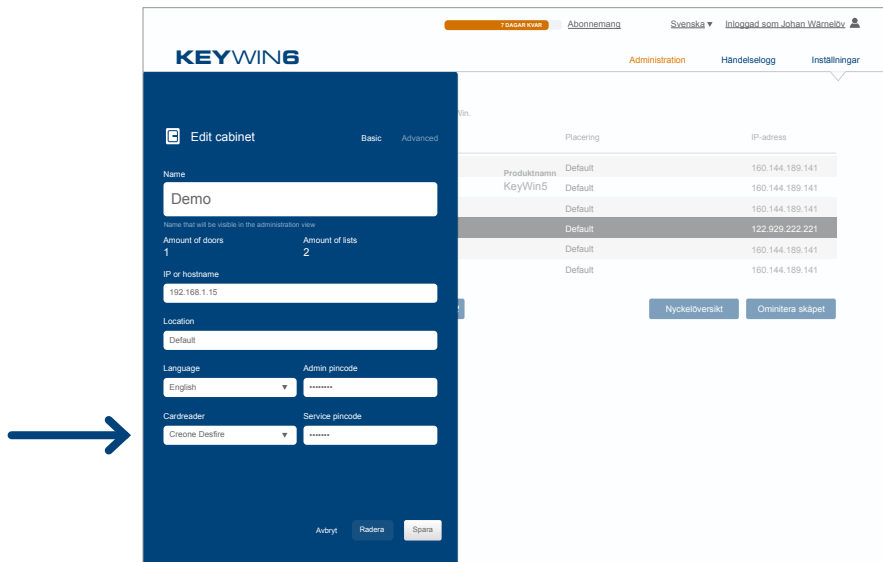 7 DAGAR KVAR Abonnemang Svenska ▼ Inloggad som Johan Wärnelöv
KEYWIN6
Administration Händelselogg Inställningar
Win.
Edit cabinet Basic Advanced
Placering IP-adress
Name
Demo
Name that will be visible in the administration view
Amount of doors Amount of lists
1 2
IP or hostname
192.168.1.15
Location
Default
Language Admin pincode
English ▼ ••••••••
Cardreader Service pincode
Creone Desfire ▼ •••••••
Avbryt Radera Spara
Produktnamn
KeyWin5
Default 160.144.189.141
Default 160.144.189.141
Default 160.144.189.141
Default 122.929.222.221
Default 160.144.189.141
Default 160.144.189.141
Nyckelöversikt Ominitera skåpet